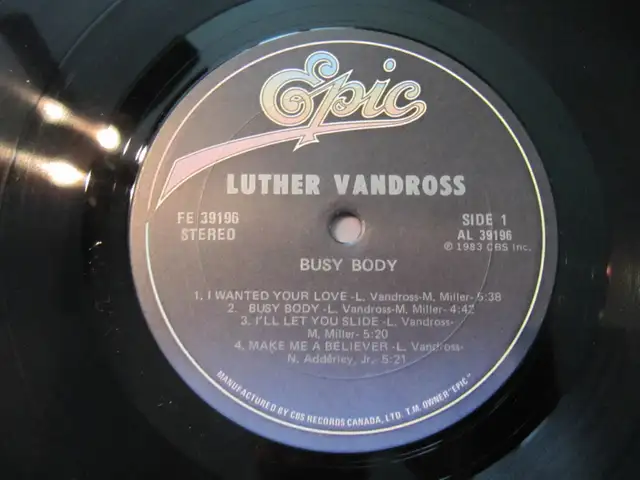 Epic
LUTHER VANDROSS
FE 39196
STEREO
SIDE 1
AL 39196
℗ 1983 CBS Inc.
BUSY BODY
1. I WANTED YOUR LOVE -L. Vandross-M. Miller- 5:38
2. BUSY BODY -L. Vandross-M. Miller- 4:42
3. I'LL LET YOU SLIDE -L. Vandross-
M. Miller- 5:20
4. MAKE ME A BELIEVER -L. Vandross-
N. Adderley, Jr. 5:21
MANUFACTURED BY CBS RECORDS CANADA, LTD. T.M. OWNER "EPIC"